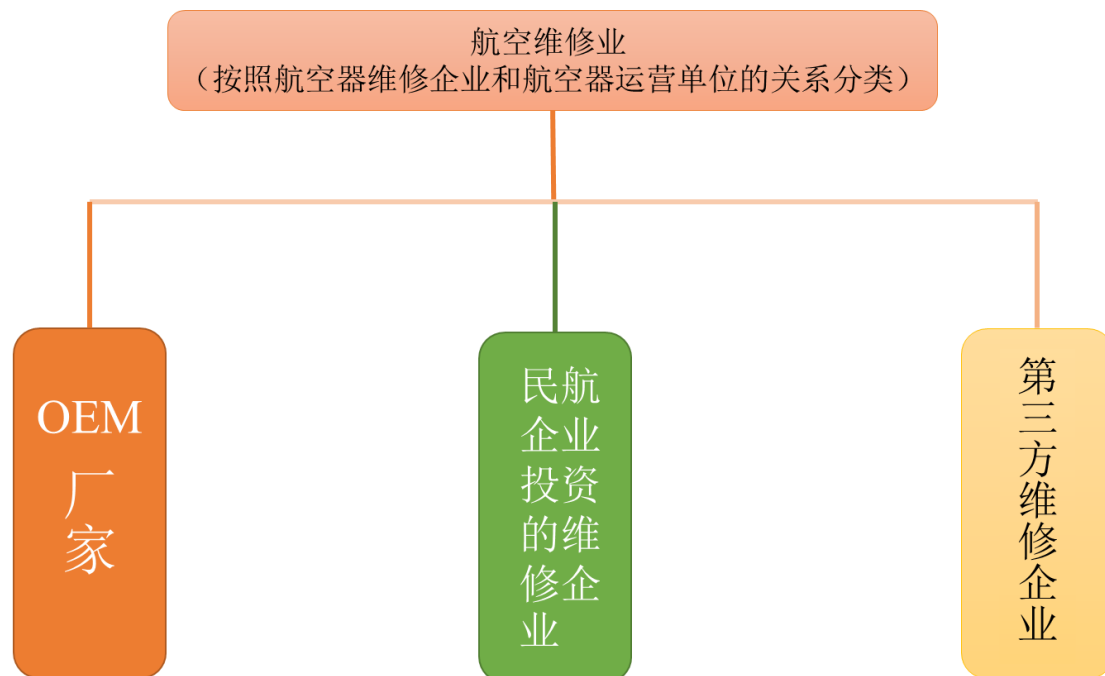 航空维修业
（按照航空器维修企业和航空器运营单位的关系分类）
OEM
厂
家
民航
企业
投资
的维
修企
业
第三方维修企业